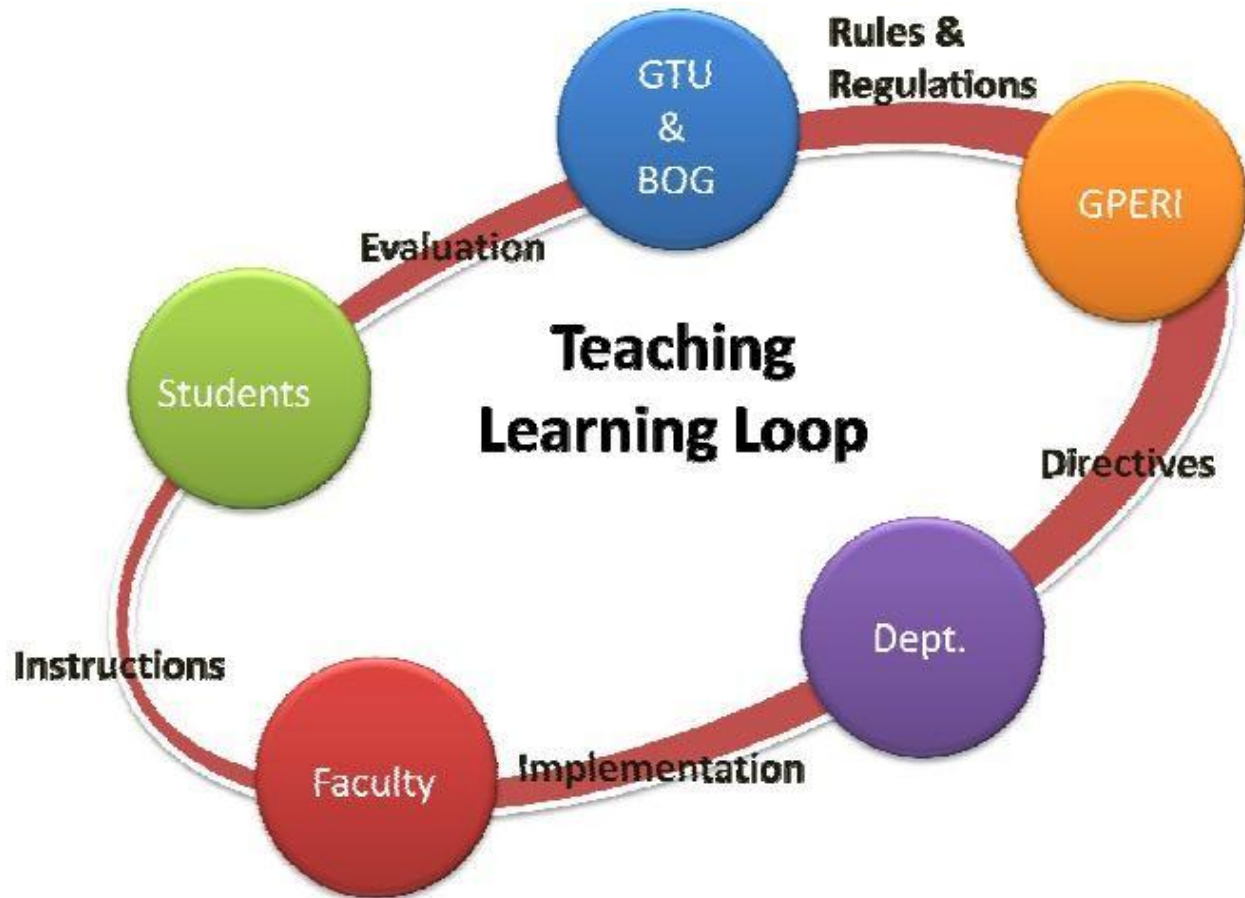 GTU
&
BOG
Rules &
Regulations
GPERI
Evaluation
Teaching
Learning Loop
Students
Directives
Dept.
Instructions
Implementation
Faculty